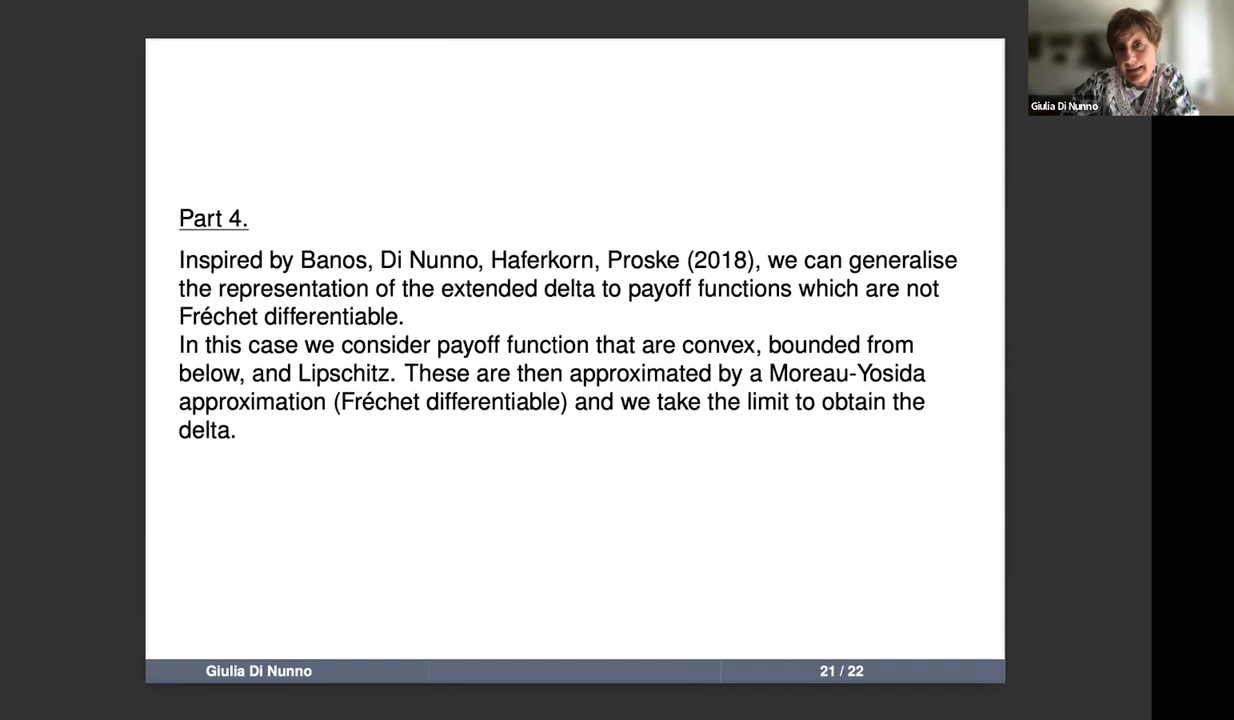 Giulia Di Nunno
Part 4.
Inspired by Banos, Di Nunno, Haferkorn, Proske (2018), we can generalise
the representation of the extended delta to payoff functions which are not
Fréchet differentiable.
In this case we consider payoff function that are convex, bounded from
below, and Lipschitz. These are then approximated by a Moreau-Yosida
approximation (Fréchet differentiable) and we take the limit to obtain the
delta.
Giulia Di Nunno
21 / 22